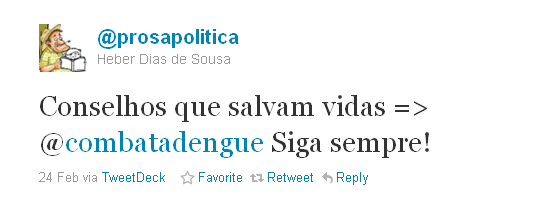 @prosapolitica
Heber Dias de Sousa
Conselhos que salvam vidas =>
@combatadengue Siga sempre!
24 Feb via TweetDeck Favorite Retweet Reply